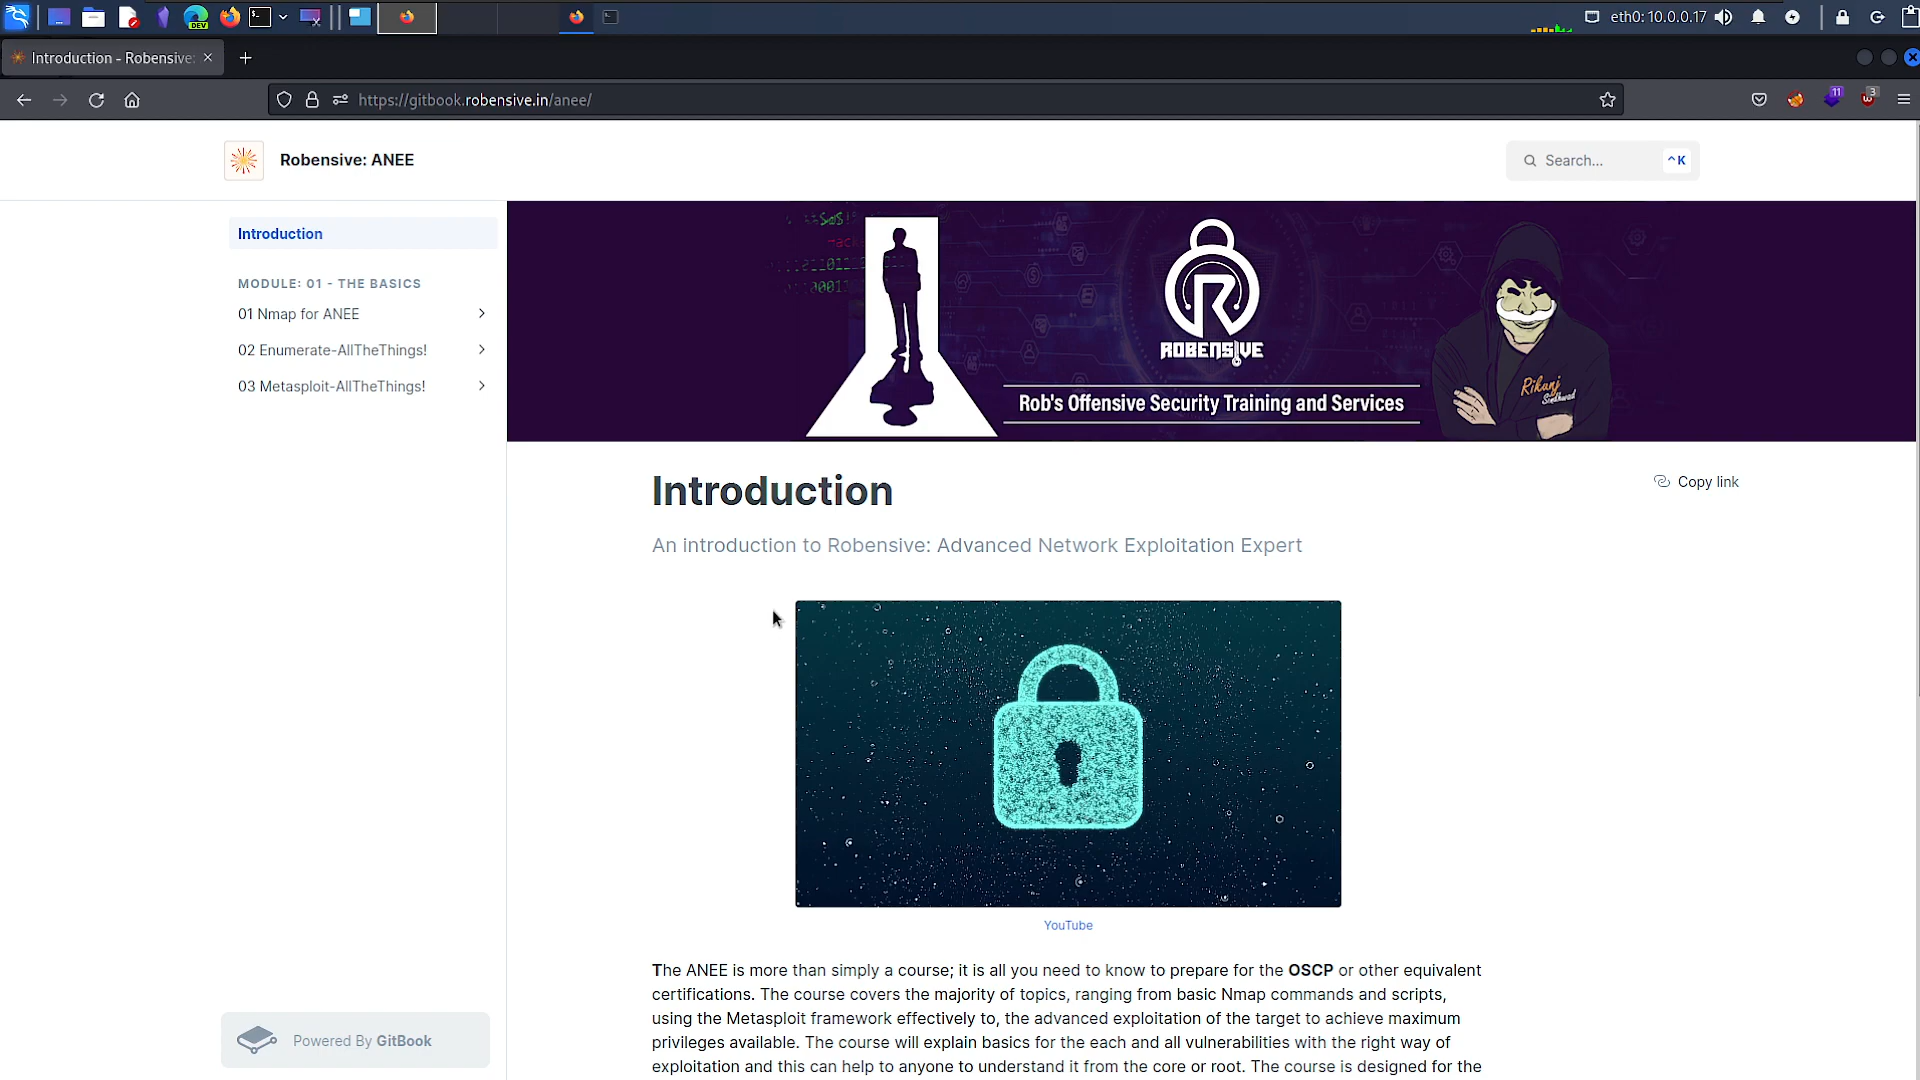 eth0: 10.0.0.17
Introduction - Robensive:
https://gitbook.robensive.in/anee/
11
3
DEV
Robensive: ANEE
Search...
^K
Introduction
MODULE: 01 - THE BASICS
01 Nmap for ANEE
02 Enumerate-AllTheThings!
03 Metasploit-AllTheThings!
ROBENSIVE
Rob's Offensive Security Training and Services
Rikunj
Sindhwad
Introduction
Copy link
An introduction to Robensive: Advanced Network Exploitation Expert
YouTube
The ANEE is more than simply a course; it is all you need to know to prepare for the OSCP or other equivalent
certifications. The course covers the majority of topics, ranging from basic Nmap commands and scripts,
using the Metasploit framework effectively to, the advanced exploitation of the target to achieve maximum
privileges available. The course will explain basics for the each and all vulnerabilities with the right way of
exploitation and this can help to anyone to understand it from the core or root. The course is designed for the
Powered By GitBook